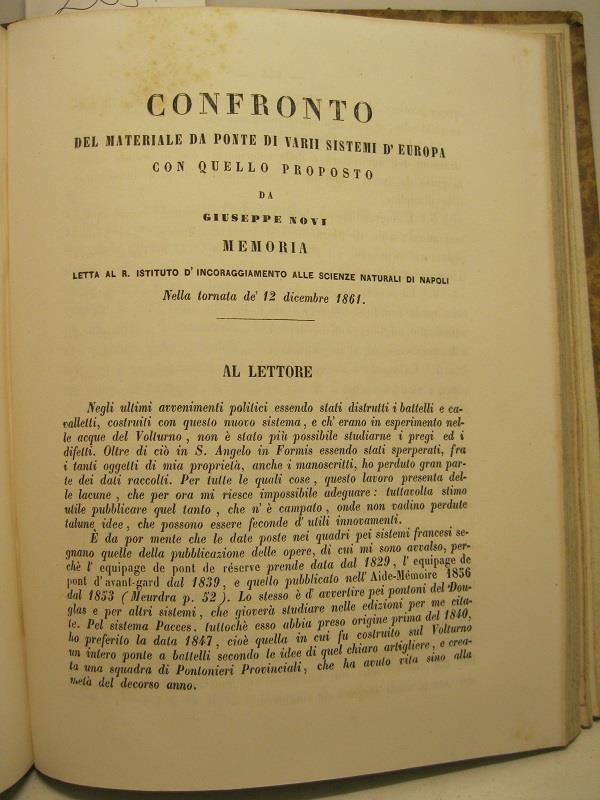 CONFRONTO
DEL MATERIALE DA PONTE DI VARII SISTEMI D'EUROPA
CON QUELLO PROPOSTO
DA
GIUSEPPE NOVI
MEMORIA
LETTA AL R. ISTITUTO D'INCORAGGIAMENTO ALLE SCIENZE NATURALI DI NAPOLI
Nella tornata de' 12 dicembre 1861.
AL LETTORE
Negli ultimi avvenimenti politici essendo stati distrutti i battelli e ca-
valletti, costruiti con questo nuovo sistema, e ch' erano in esperimento nel-
le acque del Volturno, non è stato più possibile studiarne i pregi ed i
difetti. Oltre di ciò in S. Angelo in Formis essendo stati sperperati, fra
i tanti oggetti di mia proprietà, anche i manoscritti, ho perduto gran par-
te dei dati raccolti. Per tutte le quali cose, questo lavoro presenta del-
le lacune, che per ora mi riesce impossibile adeguare: tuttavolta stimo
utile pubblicare quel tanto, che n' è campato, onde non vadino perdute
talune idee, che possono essere feconde d' utili innovamenti.
È da por mente che le date poste nei quadri pei sistemi francesi se-
gnano quelle della pubblicazione delle opere, di cui mi sono avvalso, per-
chè l' equipage de pont de réserve prende data dal 1829, l' equipage de
pont d'avant-gard dal 1839, e quello pubblicato nell' Aide-Mémoire 1856
dal 1853 (Meurdra p. 52). Lo stesso è d' avvertire pei pontoni del Dou-
glas e per altri sistemi, che gioverà studiare nelle edizioni per me cita-
te. Pel sistema Pacces, tuttochè esso abbia preso origine prima del 1840,
ho preferito la data 1847, cioè quella in cui fu costruito sul Volturno
un intero ponte a battelli secondo le idee di quel chiaro artigliere, e crea-
ta una squadra di Pontonieri Provinciali, che ha avuto vita sino alla
metà del decorso anno.